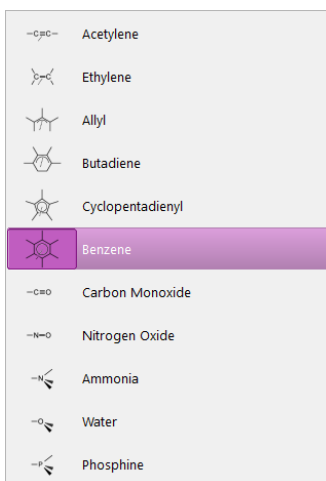 -C≡C- Acetylene
C=C Ethylene
Allyl
Butadiene
Cyclopentadienyl
Benzene
-C≡O Carbon Monoxide
-N=O Nitrogen Oxide
-N Ammonia
-O Water
-P Phosphine